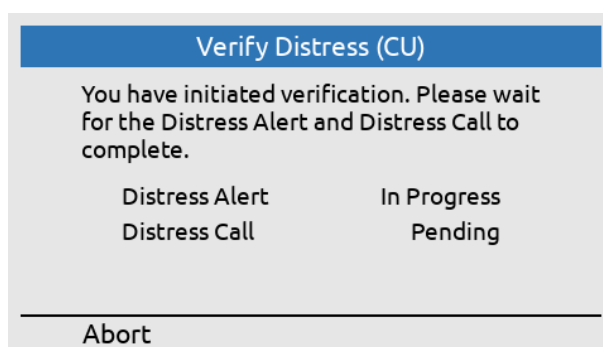 Verify Distress (CU)
You have initiated verification. Please wait
for the Distress Alert and Distress Call to
complete.
Distress Alert In Progress
Distress Call Pending
Abort